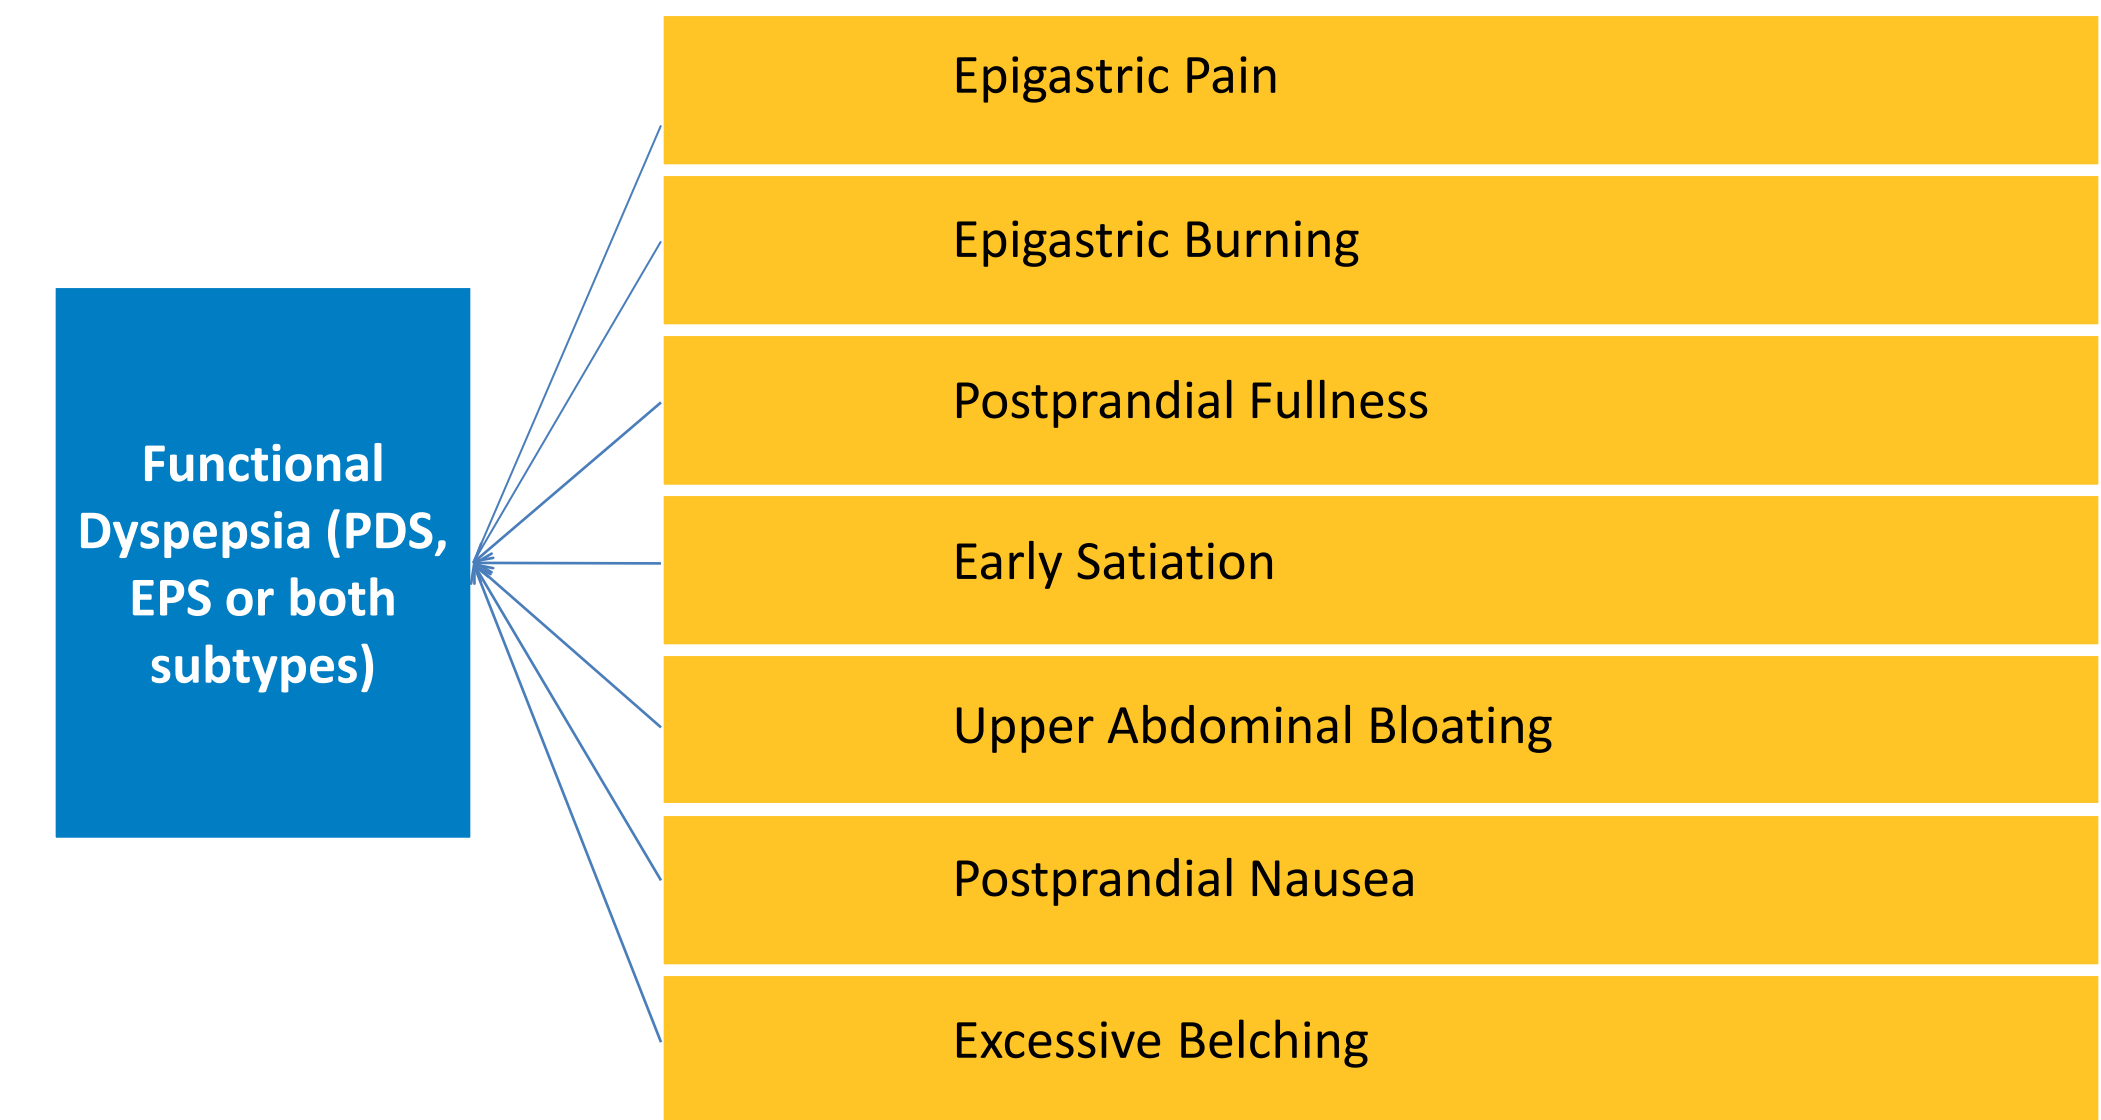 Epigastric Pain
Epigastric Burning
Postprandial Fullness
Functional
Dyspepsia (PDS,
EPS or both
subtypes)
Early Satiation
Upper Abdominal Bloating
Postprandial Nausea
Excessive Belching